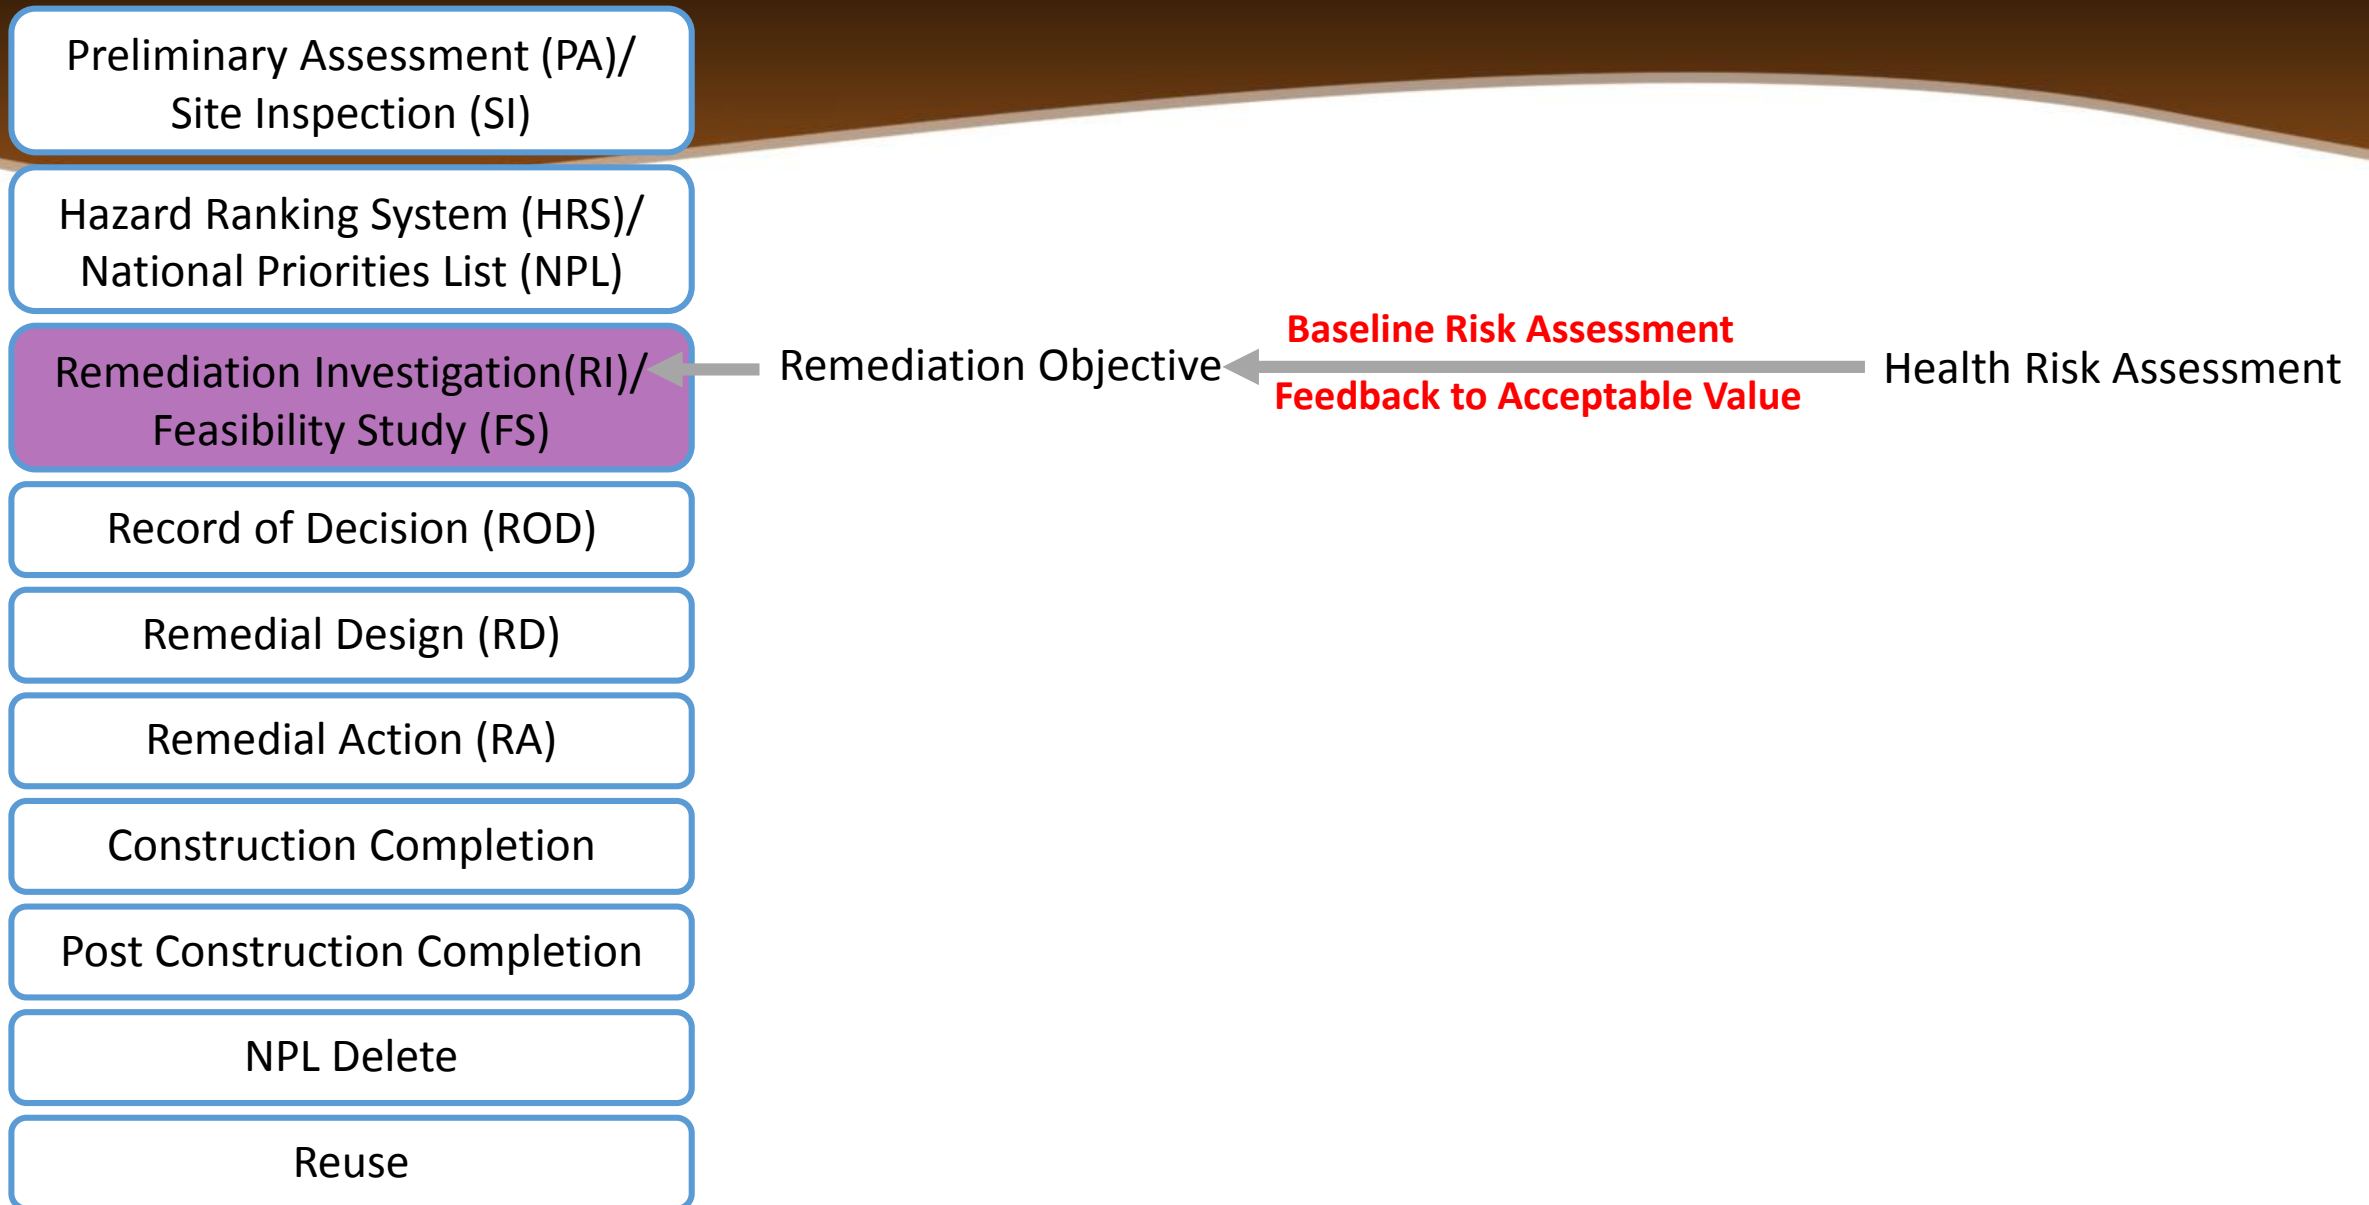 Preliminary Assessment (PA)/
Site Inspection (SI)
Hazard Ranking System (HRS)/
National Priorities List (NPL)
Remediation Investigation(RI)/
Feasibility Study (FS)
Remediation Objective
Baseline Risk Assessment
Feedback to Acceptable Value
Health Risk Assessment
Record of Decision (ROD)
Remedial Design (RD)
Remedial Action (RA)
Construction Completion
Post Construction Completion
NPL Delete
Reuse